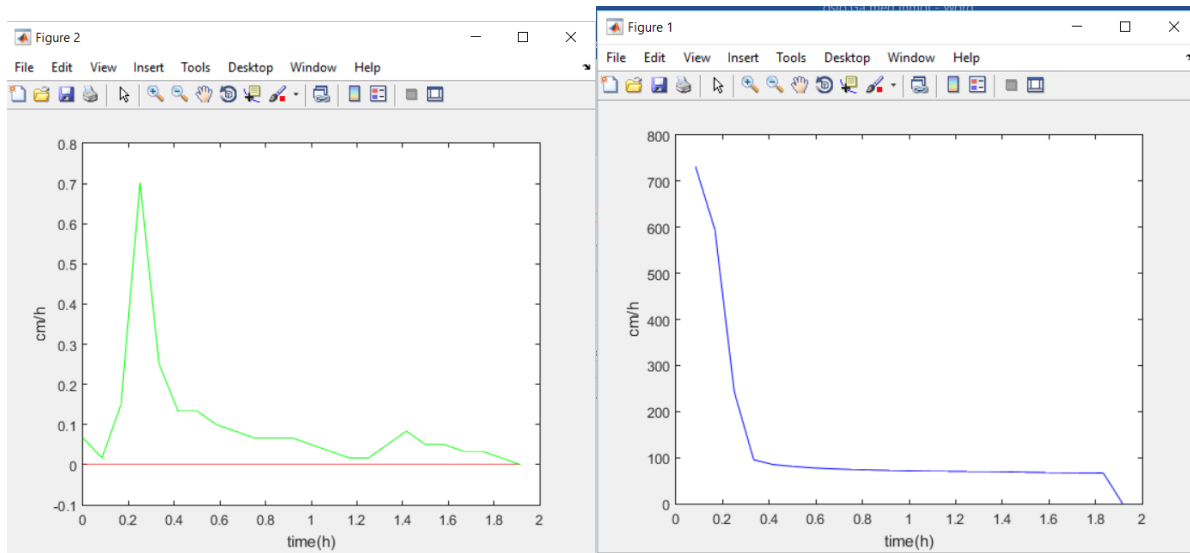 Figure 2
File Edit View Insert Tools Desktop Window Help
0.8
0.7
0.6
0.5
0.4
0.3
0.2
0.1
0
-0.1
cm/h
0 0.2 0.4 0.6 0.8 1 1.2 1.4 1.6 1.8 2
time(h)
Figure 1
File Edit View Insert Tools Desktop Window Help
800
700
600
500
400
300
200
100
0
cm/h
0 0.2 0.4 0.6 0.8 1 1.2 1.4 1.6 1.8 2
time(h)